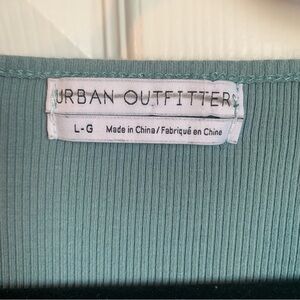 URBAN OUTFITTERS
L-G Made in China / Fabriqué en Chine